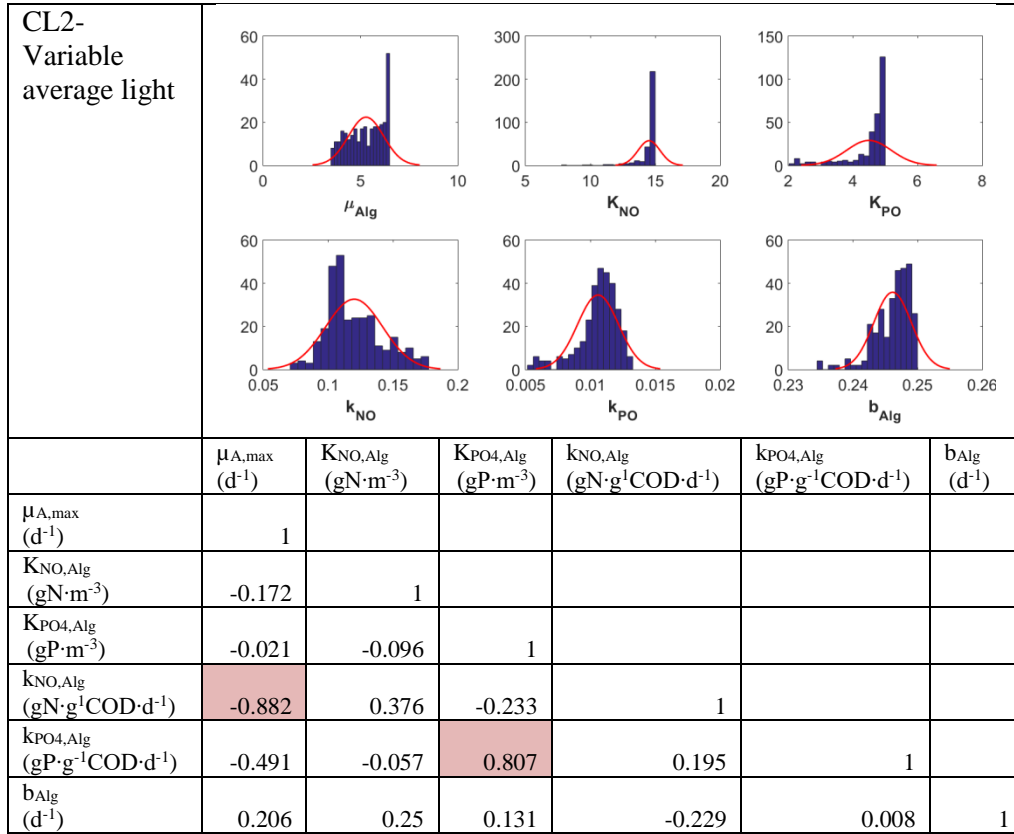 CL2-
Variable
average light
60
40
20
0
0 5 10
μAlg
300
200
100
0
5 10 15 20
KNO
150
100
50
0
2 4 6 8
KPO
60
40
20
0
0.05 0.1 0.15 0.2
kNO
60
40
20
0
0.005 0.01 0.015 0.02
kPO
60
40
20
0
0.23 0.24 0.25 0.26
bAlg
μA,max KNO,Alg KPO4,Alg kNO,Alg kPO4,Alg bAlg
(d-1) (gN·m-3) (gP·m-3) (gN·g1COD·d-1) (gP·g-1COD·d-1) (d-1)
μA,max
(d-1) 1
KNO,Alg
(gN·m-3) -0.172 1
KPO4,Alg
(gP·m-3) -0.021 -0.096 1
kNO,Alg
(gN·g1COD·d-1) -0.882 0.376 -0.233 1
kPO4,Alg
(gP·g-1COD·d-1) -0.491 -0.057 0.807 0.195 1
bAlg
(d-1) 0.206 0.25 0.131 -0.229 0.008 1